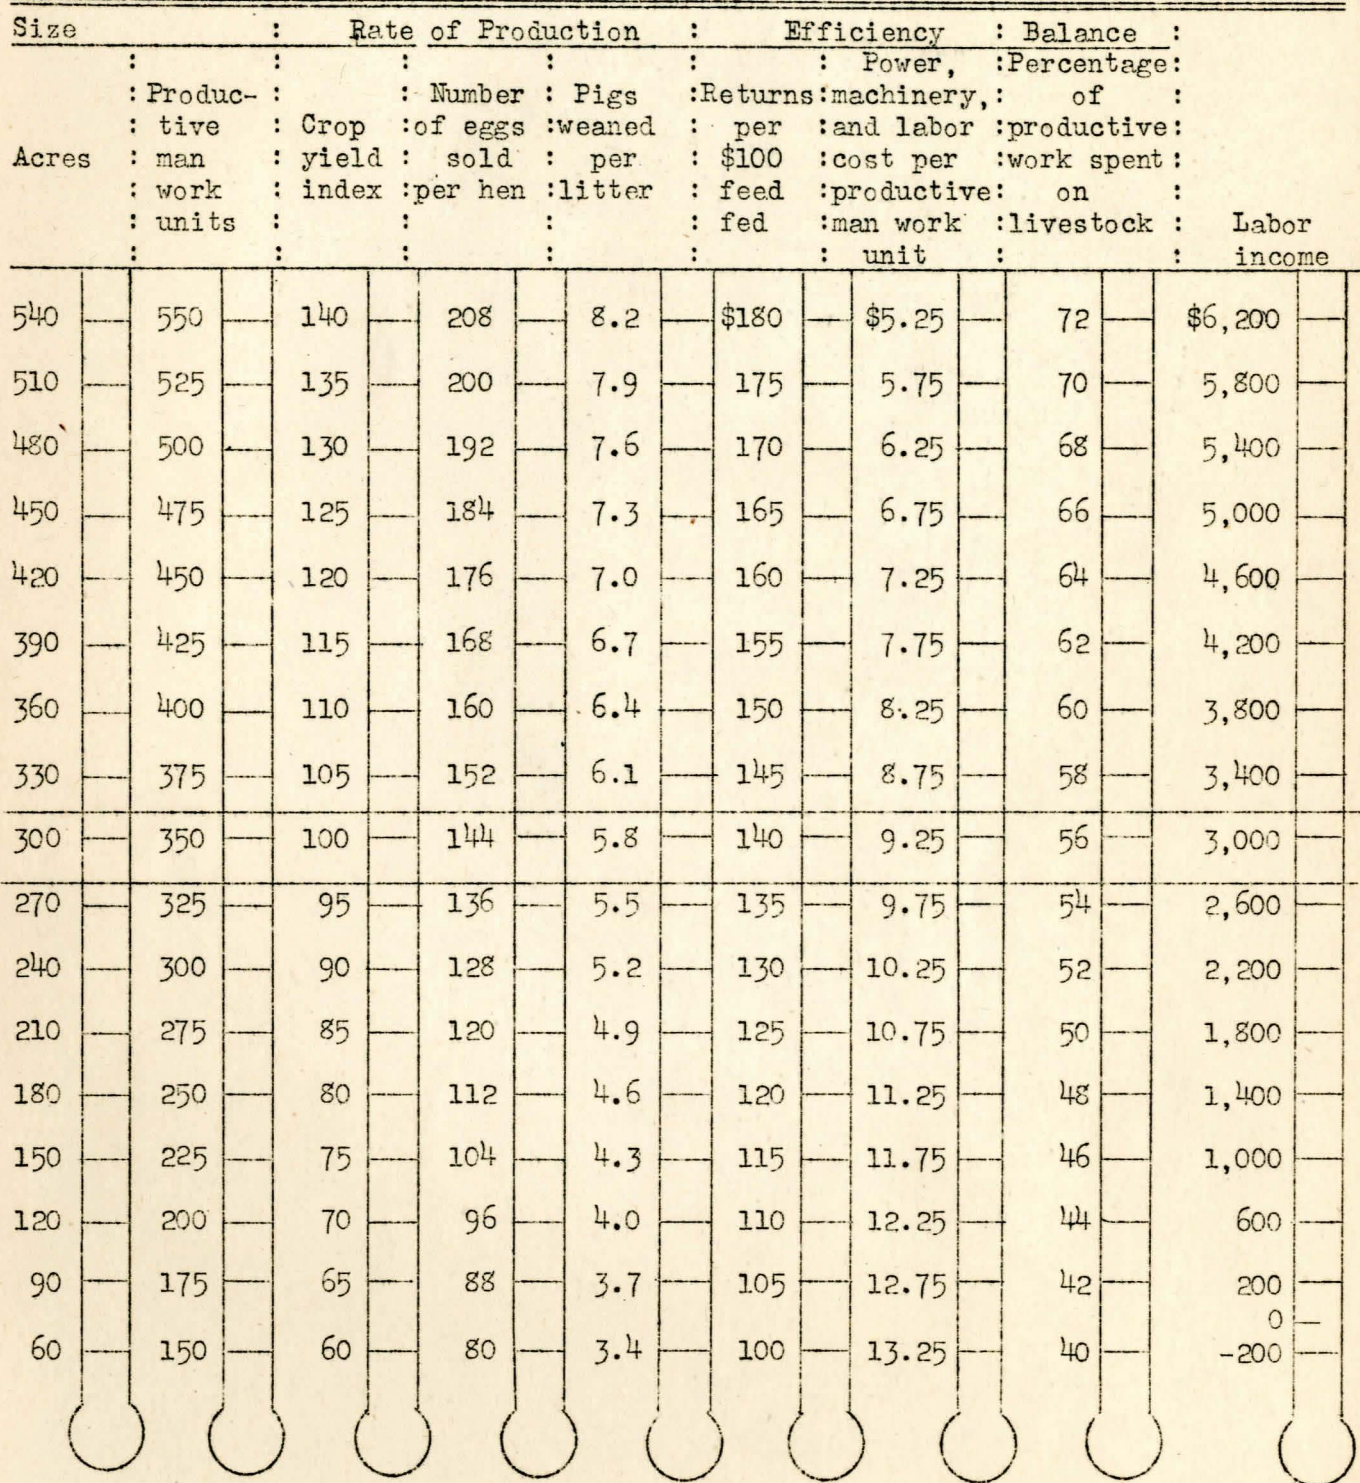 Size : Rate of Production : Efficiency : Balance :
: : : : : : Power, :Percentage:
: Produc- : : Number : Pigs :Returns:machinery,: of :
: tive : Crop :of eggs :weaned : per :and labor :productive:
Acres : man : yield : sold : per : $100 :cost per :work spent:
: work : index :per hen :litter : feed :productive: on :
: units : : : : fed :man work :livestock : Labor
: : : : : : unit : : income
540 550 140 208 8.2 $180 $5.25 72 $6,200
510 525 135 200 7.9 175 5.75 70 5,800
480 500 130 192 7.6 170 6.25 68 5,400
450 475 125 184 7.3 165 6.75 66 5,000
420 450 120 176 7.0 160 7.25 64 4,600
390 425 115 168 6.7 155 7.75 62 4,200
360 400 110 160 6.4 150 8.25 60 3,800
330 375 105 152 6.1 145 8.75 58 3,400
300 350 100 144 5.8 140 9.25 56 3,000
270 325 95 136 5.5 135 9.75 54 2,600
240 300 90 128 5.2 130 10.25 52 2,200
210 275 85 120 4.9 125 10.75 50 1,800
180 250 80 112 4.6 120 11.25 48 1,400
150 225 75 104 4.3 115 11.75 46 1,000
120 200 70 96 4.0 110 12.25 44 600
90 175 65 88 3.7 105 12.75 42 200
0
60 150 60 80 3.4 100 13.25 40 -200